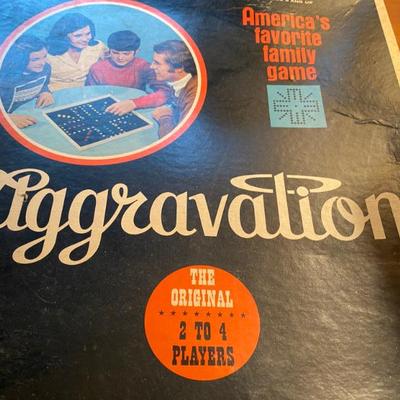 America's
favorite
family
game
Aggravation
THE
ORIGINAL
2 TO 4
PLAYERS